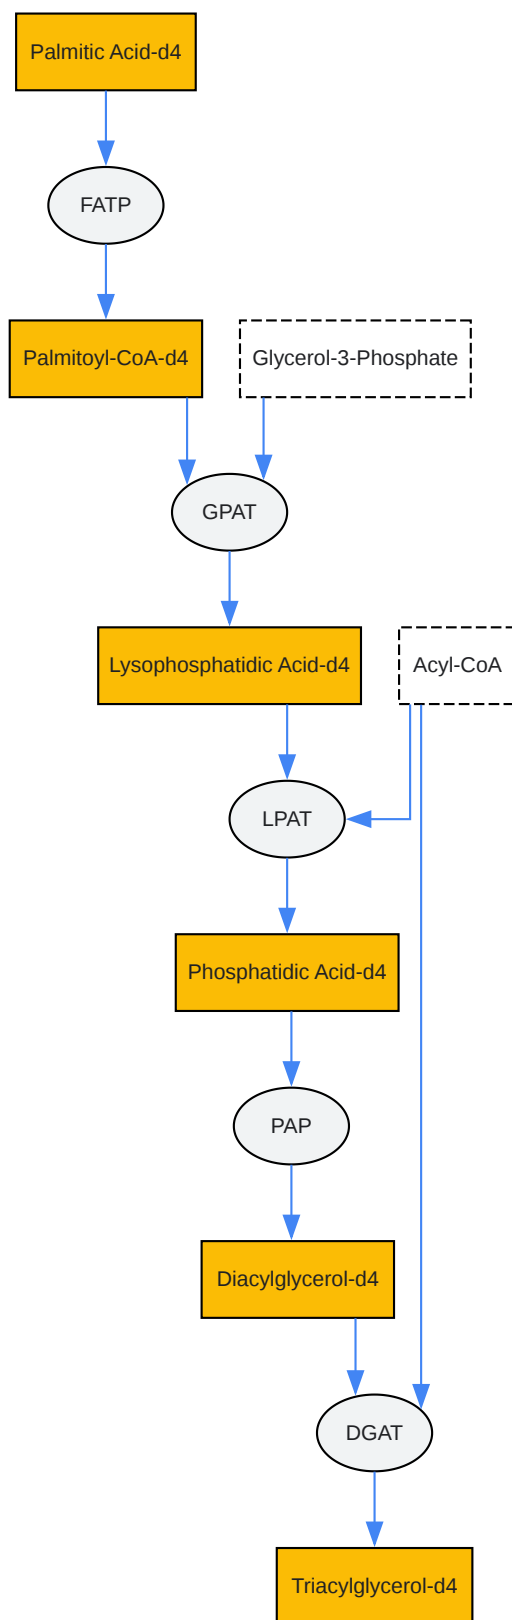 Palmitic Acid-d4
FATP
Palmitoyl-CoA-d4
Glycerol-3-Phosphate
GPAT
Lysophosphatidic Acid-d4
Acyl-CoA
LPAT
Phosphatidic Acid-d4
PAP
Diacylglycerol-d4
DGAT
Triacylglycerol-d4